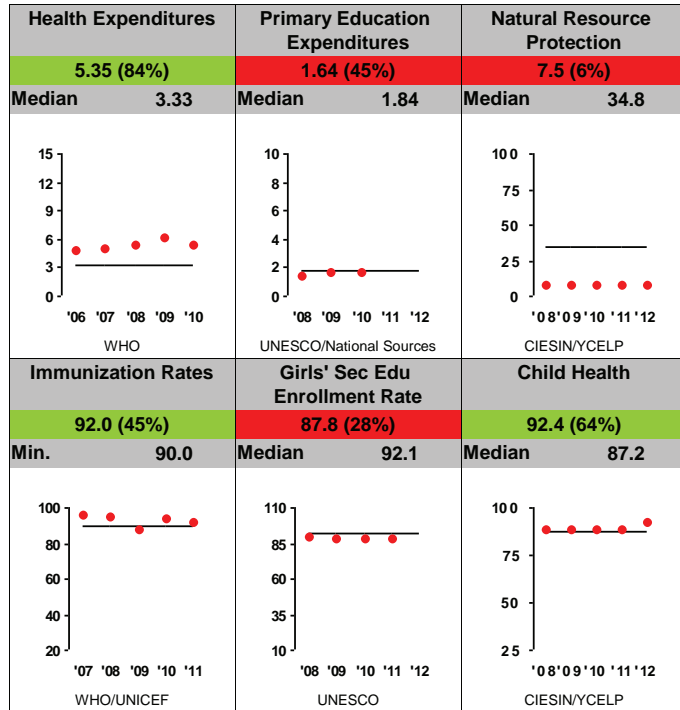 Health Expenditures
5.35 (84%)
Median 3.33
15
12
9
6
3
0
'06 '07 '08 '09 '10
WHO
Primary Education
Expenditures
1.64 (45%)
Median 1.84
10
8
6
4
2
0
'08 '09 '10 '11 '12
UNESCO/National Sources
Natural Resource
Protection
7.5 (6%)
Median 34.8
100
75
50
25
0
'08 '09 '10 '11 '12
CIESIN/YCELP
Immunization Rates
92.0 (45%)
Min. 90.0
100
80
60
40
20
'07 '08 '09 '10 '11
WHO/UNICEF
Girls' Sec Edu
Enrollment Rate
87.8 (28%)
Median 92.1
110
85
60
35
10
'08 '09 '10 '11 '12
UNESCO
Child Health
92.4 (64%)
Median 87.2
100
75
50
25
'08 '09 '10 '11 '12
CIESIN/YCELP